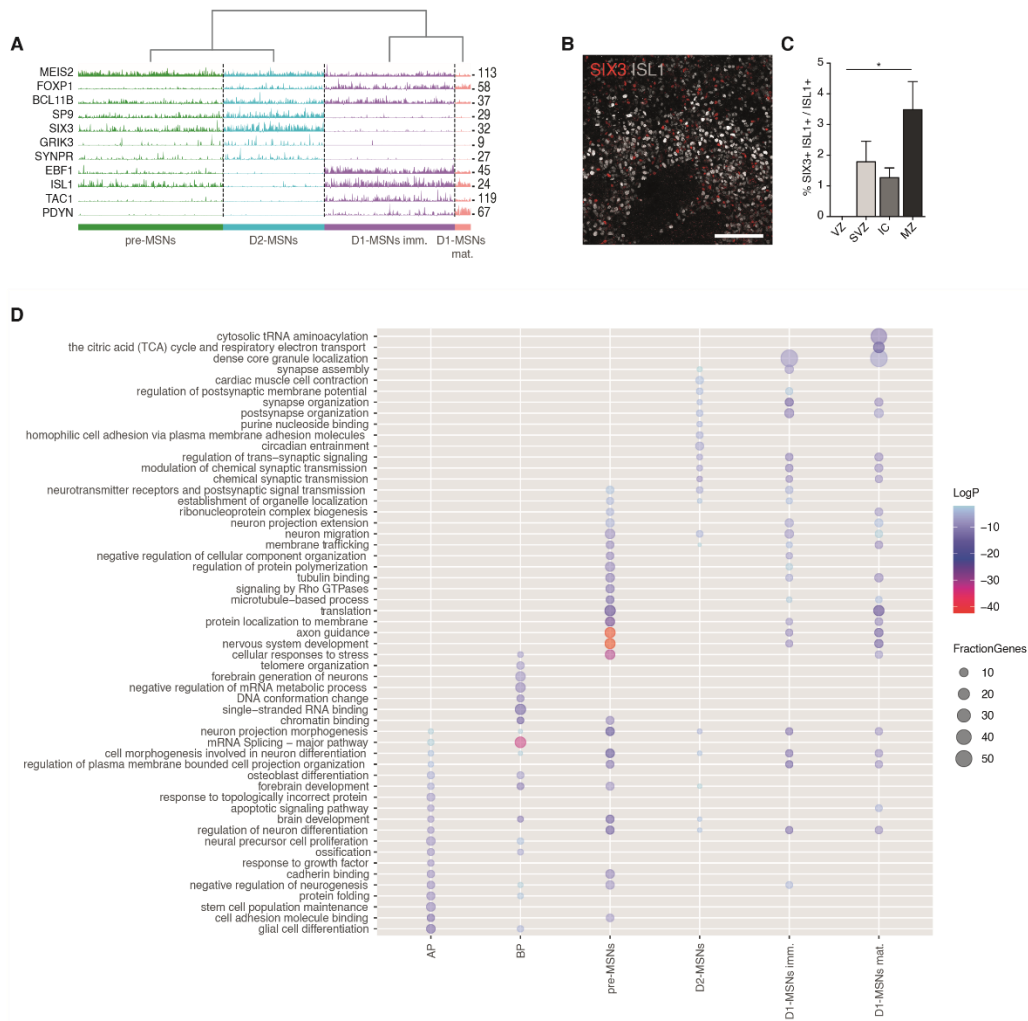 A
MEIS2 113
FOXP1 58
BCL11B 37
SP9 29
SIX3 32
GRIK3 9
SYNPR 27
EBF1 45
ISL1 24
TAC1 119
PDYN 67
pre-MSNs D2-MSNs D1-MSNs imm. D1-MSNs
mat.
B
SIX3 ISL1
C
% SIX3+ ISL1+ / ISL1+
5
4
3
2
1
0
*
VZ SVZ IC MZ
D
cytosolic tRNA aminoacylation
the citric acid (TCA) cycle and respiratory electron transport
dense core granule localization
synapse assembly
cardiac muscle cell contraction
regulation of postsynaptic membrane potential
synapse organization
postsynapse organization
purine nucleoside binding
homophilic cell adhesion via plasma membrane adhesion molecules
circadian entrainment
regulation of trans-synaptic signaling
modulation of chemical synaptic transmission
chemical synaptic transmission
neurotransmitter receptors and postsynaptic signal transmission
establishment of organelle localization
ribonucleoprotein complex biogenesis
neuron projection extension
neuron migration
membrane trafficking
negative regulation of cellular component organization
regulation of protein polymerization
tubulin binding
signaling by Rho GTPases
microtubule-based process
translation
protein localization to membrane
axon guidance
nervous system development
cellular responses to stress
telomere organization
forebrain generation of neurons
negative regulation of mRNA metabolic process
DNA conformation change
single-stranded RNA binding
chromatin binding
neuron projection morphogenesis
mRNA Splicing - major pathway
cell morphogenesis involved in neuron differentiation
regulation of plasma membrane bounded cell projection organization
osteoblast differentiation
forebrain development
response to topologically incorrect protein
apoptotic signaling pathway
brain development
regulation of neuron differentiation
neural precursor cell proliferation
ossification
response to growth factor
cadherin binding
negative regulation of neurogenesis
protein folding
stem cell population maintenance
cell adhesion molecule binding
glial cell differentiation
AP BP pre-MSNs D2-MSNs D1-MSNs imm. D1-MSNs mat.
LogP
-10
-20
-30
-40
FractionGenes
10
20
30
40
50